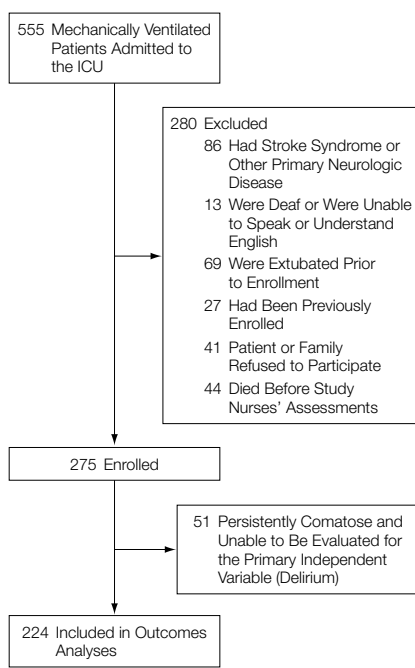 555 Mechanically Ventilated
Patients Admitted to
the ICU
280 Excluded
86 Had Stroke Syndrome or
Other Primary Neurologic
Disease
13 Were Deaf or Were Unable
to Speak or Understand
English
69 Were Extubated Prior
to Enrollment
27 Had Been Previously
Enrolled
41 Patient or Family
Refused to Participate
44 Died Before Study
Nurses' Assessments
275 Enrolled
51 Persistently Comatose and
Unable to Be Evaluated for
the Primary Independent
Variable (Delirium)
224 Included in Outcomes
Analyses